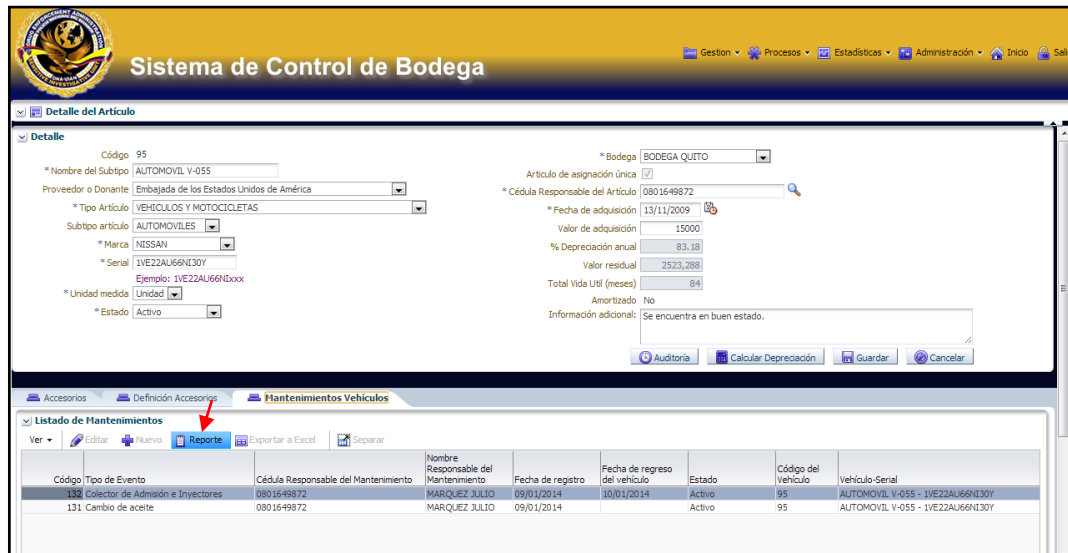 DRUG ENFORCEMENT ADMINISTRATION
SENSITIVE INVESTIGATIVE UNIT
Sistema de Control de Bodega
Gestion Procesos Estadísticas Administración Inicio Sali
Detalle del Artículo
Detalle
Código 95
* Nombre del Subtipo AUTOMOVIL V-055
Proveedor o Donante Embajada de los Estados Unidos de América
* Tipo Artículo VEHICULOS Y MOTOCICLETAS
Subtipo artículo AUTOMOVILES
* Marca NISSAN
* Serial 1VE22AU66NI30Y
Ejemplo: 1VE22AU66NIxxx
* Unidad medida Unidad
* Estado Activo
* Bodega BODEGA QUITO
Articulo de asignación única
* Cédula Responsable del Artículo 0801649872
* Fecha de adquisición 13/11/2009
Valor de adquisición 15000
% Depreciación anual 83.18
Valor residual 2523,288
Total Vida Util (meses) 84
Amortizado No
Información adicional: Se encuentra en buen estado.
Auditoría Calcular Depreciación Guardar Cancelar
Accesorios Definición Accesorios Mantenimientos Vehículos
Listado de Mantenimientos
Ver Editar Nuevo Reporte Exportar a Excel Separar
Código Tipo de Evento Cédula Responsable del Mantenimiento Nombre Responsable del Mantenimiento Fecha de registro Fecha de regreso del vehículo Estado Código del Vehículo Vehículo-Serial
132 Colector de Admisión e Inyectores 0801649872 MARQUEZ JULIO 09/01/2014 10/01/2014 Activo 95 AUTOMOVIL V-055 - 1VE22AU66NI30Y
131 Cambio de aceite 0801649872 MARQUEZ JULIO 09/01/2014 Activo 95 AUTOMOVIL V-055 - 1VE22AU66NI30Y